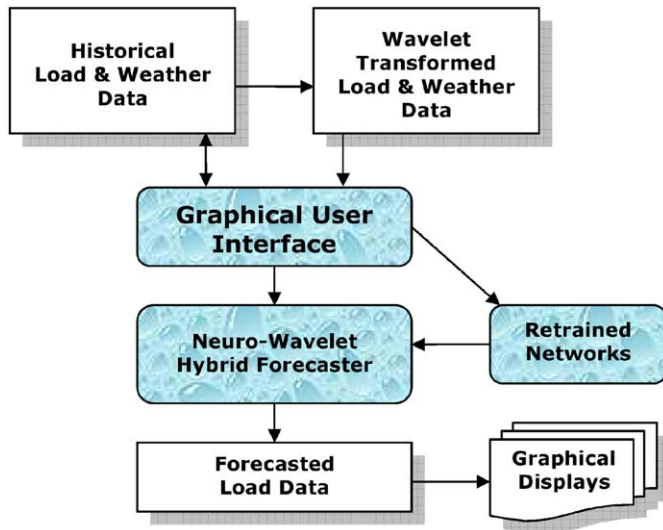 Historical
Load & Weather
Data
Wavelet
Transformed
Load & Weather
Data
Graphical User
Interface
Neuro-Wavelet
Hybrid Forecaster
Retrained
Networks
Forecasted
Load Data
Graphical
Displays